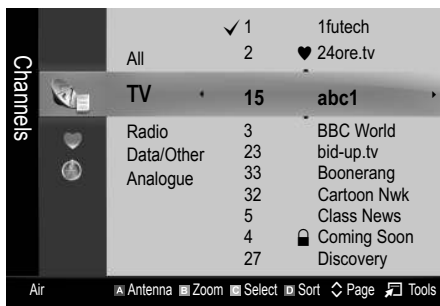 Channels
✓ 1 1futech
All 2 ♥ 24ore.tv
TV 15 abc1
Radio 3 BBC World
Data/Other 23 bid-up.tv
Analogue 33 Boonerang
32 Cartoon Nwk
5 Class News
4 Coming Soon
27 Discovery
Air A Antenna B Zoom C Select D Sort Page Tools